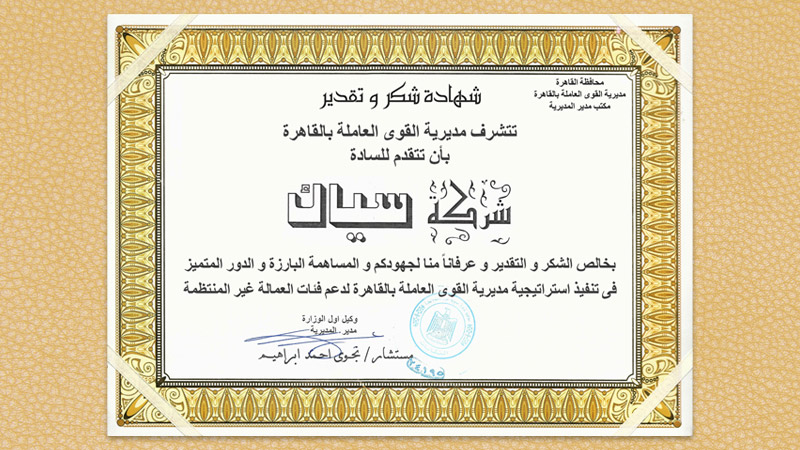 محافظة القاهرة
مديرية القوى العاملة بالقاهرة
مكتب مدير المديرية
شهادة شكر و تقدير
تتشرف مديرية القوى العاملة بالقاهرة
بأن تتقدم للسادة
شركة سياك
بخالص الشكر و التقدير و عرفاناً منا لجهودكم و المساهمة البارزة و الدور المتميز
فى تنفيذ استراتيجية مديرية القوى العاملة بالقاهرة لدعم فئات العمالة غير المنتظمة
وكيل اول الوزارة
مدير المديرية
مستشار / نجوى احمد ابراهيم